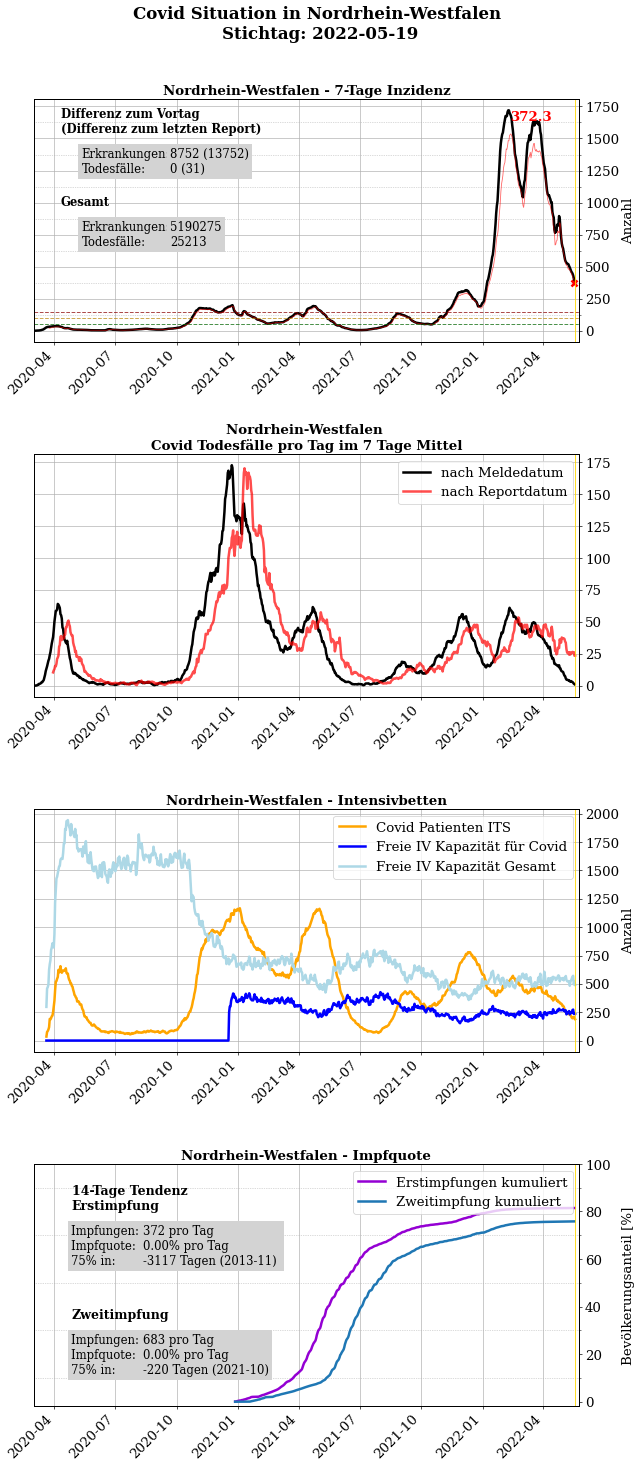 Covid Situation in Nordrhein-Westfalen
Stichtag: 2022-05-19
Nordrhein-Westfalen - 7-Tage Inzidenz
Differenz zum Vortag
(Differenz zum letzten Report)
Erkrankungen 8752 (13752)
Todesfälle: 0 (31)
Gesamt
Erkrankungen 5190275
Todesfälle: 25213
372.3
1750
1500
1250
1000
750
500
250
0
Anzahl
2020-04 2020-07 2020-10 2021-01 2021-04 2021-07 2021-10 2022-01 2022-04
Nordrhein-Westfalen
Covid Todesfälle pro Tag im 7 Tage Mittel
nach Meldedatum
nach Reportdatum
175
150
125
100
75
50
25
0
2020-04 2020-07 2020-10 2021-01 2021-04 2021-07 2021-10 2022-01 2022-04
Nordrhein-Westfalen - Intensivbetten
Covid Patienten ITS
Freie IV Kapazität für Covid
Freie IV Kapazität Gesamt
2000
1750
1500
1250
1000
750
500
250
0
Anzahl
2020-04 2020-07 2020-10 2021-01 2021-04 2021-07 2021-10 2022-01 2022-04
Nordrhein-Westfalen - Impfquote
14-Tage Tendenz
Erstimpfung
Impfungen: 372 pro Tag
Impfquote: 0.00% pro Tag
75% in: -3117 Tagen (2013-11)
Zweitimpfung
Impfungen: 683 pro Tag
Impfquote: 0.00% pro Tag
75% in: -220 Tagen (2021-10)
Erstimpfungen kumuliert
Zweitimpfung kumuliert
100
80
60
40
20
0
Bevölkerungsanteil [%]
2020-04 2020-07 2020-10 2021-01 2021-04 2021-07 2021-10 2022-01 2022-04